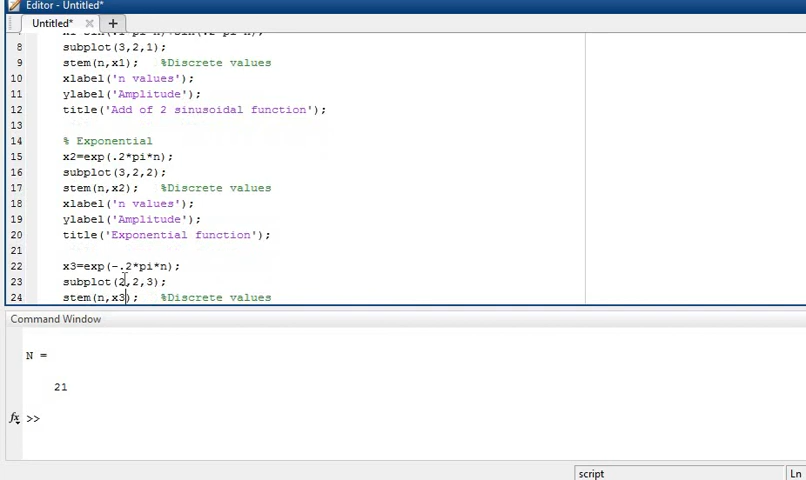 Editor - Untitled*
Untitled*
8 subplot(3,2,1);
9 stem(n,x1); %Discrete values
10 xlabel('n values');
11 ylabel('Amplitude');
12 title('Add of 2 sinusoidal function');
13
14 % Exponential
15 x2=exp(.2*pi*n);
16 subplot(3,2,2);
17 stem(n,x2); %Discrete values
18 xlabel('n values');
19 ylabel('Amplitude');
20 title('Exponential function');
21
22 x3=exp(-.2*pi*n);
23 subplot(2,2,3);
24 stem(n,x3); %Discrete values
Command Window
N =
21
fx >>
script Ln